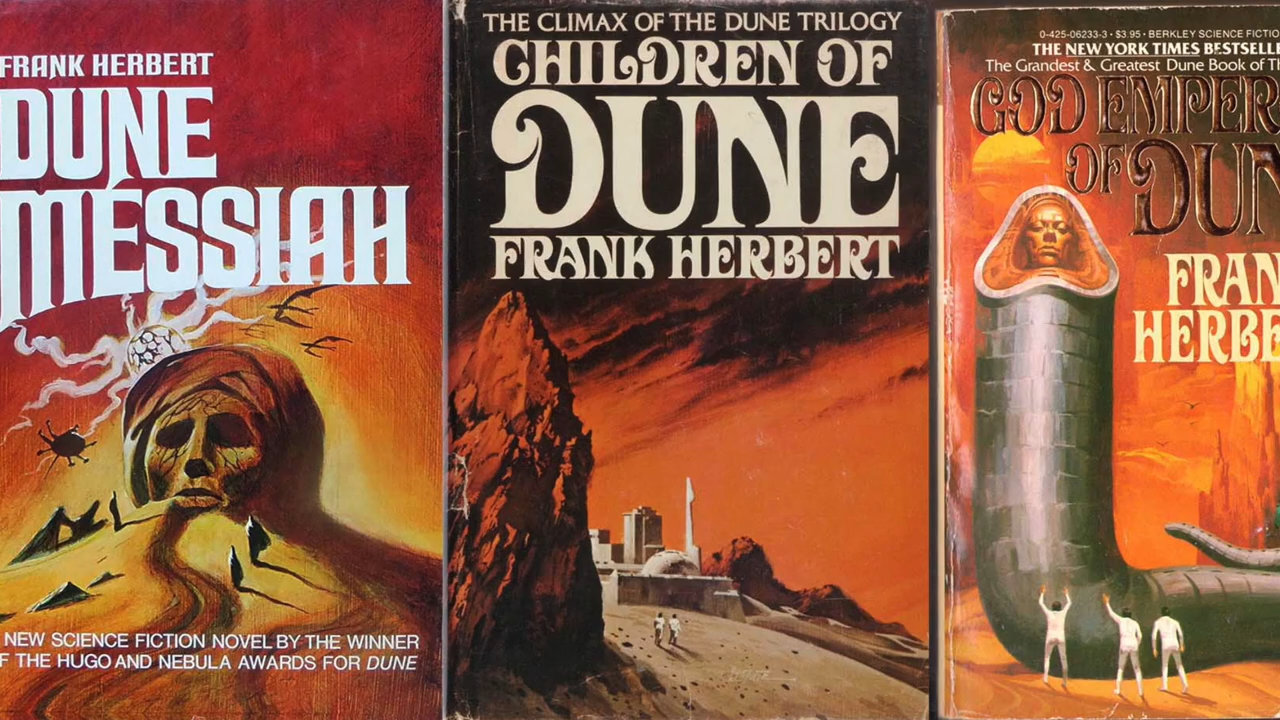 FRANK HERBERT
DUNE
MESSIAH
NEW SCIENCE FICTION NOVEL BY THE WINNER
F THE HUGO AND NEBULA AWARDS FOR DUNE
THE CLIMAX OF THE DUNE TRILOGY
CHILDREN OF
DUNE
FRANK HERBERT
0-425-06233-3 • $3.95 • BERKLEY SCIENCE FICTIO
THE NEW YORK TIMES BESTSELLE
The Grandest & Greatest Dune Book of Th
GOD EMPER
OF DUN
FRAN
HERBE